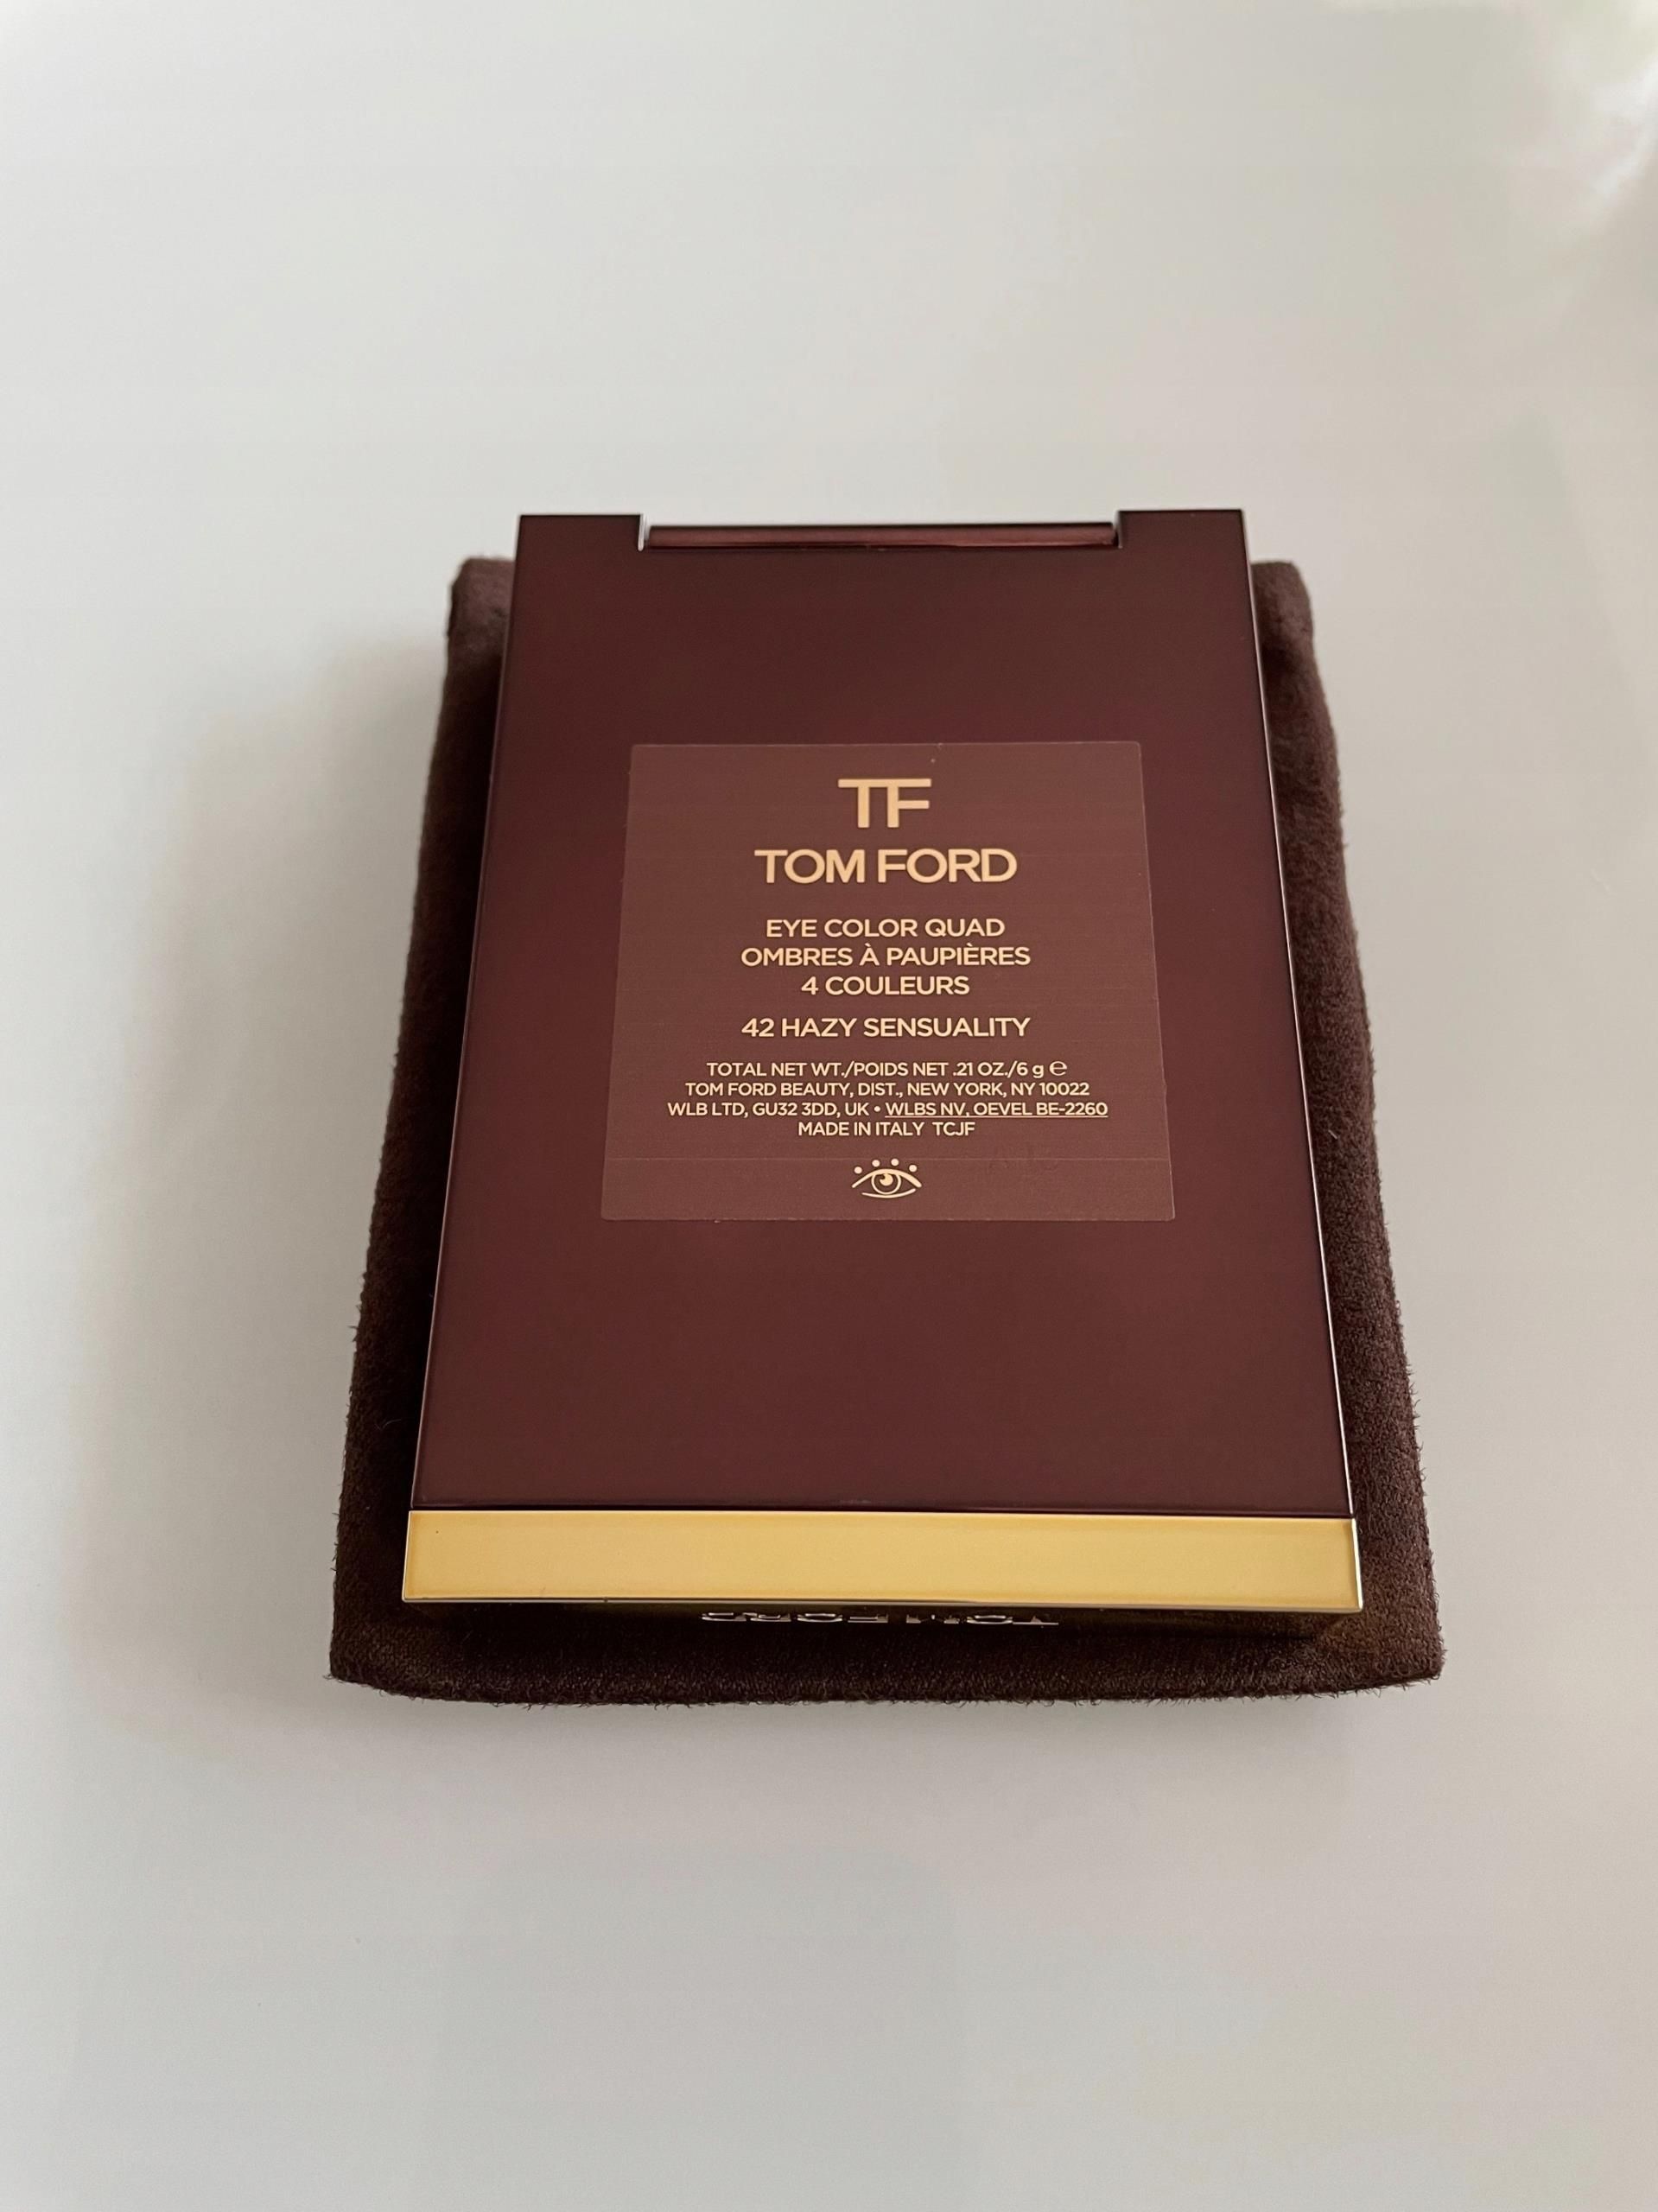 TF
TOM FORD
EYE COLOR QUAD
OMBRES À PAUPIÈRES
4 COULEURS
42 HAZY SENSUALITY
TOTAL NET WT./POIDS NET .21 OZ./6 g ℮
TOM FORD BEAUTY, DIST., NEW YORK, NY 10022
WLB LTD, GU32 3DD, UK • WLBS NV, OEVEL BE-2260
MADE IN ITALY TCJF
TOM FORD